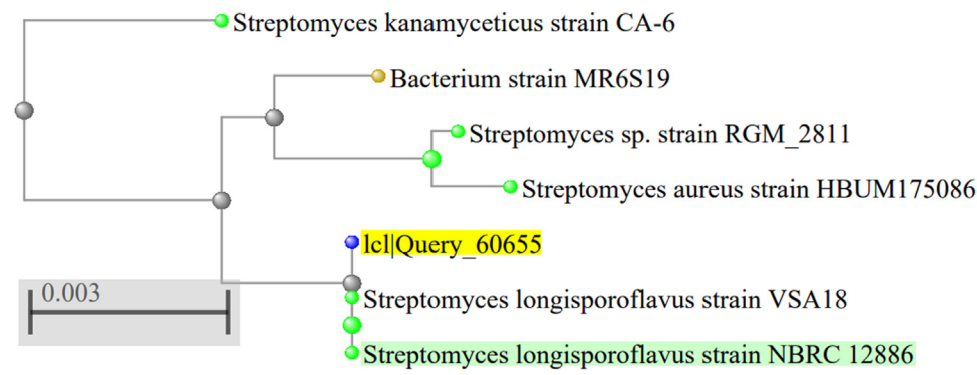 Streptomyces kanamyceticus strain CA-6
Bacterium strain MR6S19
Streptomyces sp. strain RGM_2811
Streptomyces aureus strain HBUM175086
lcl|Query_60655
0.003
Streptomyces longisporoflavus strain VSA18
Streptomyces longisporoflavus strain NBRC 12886